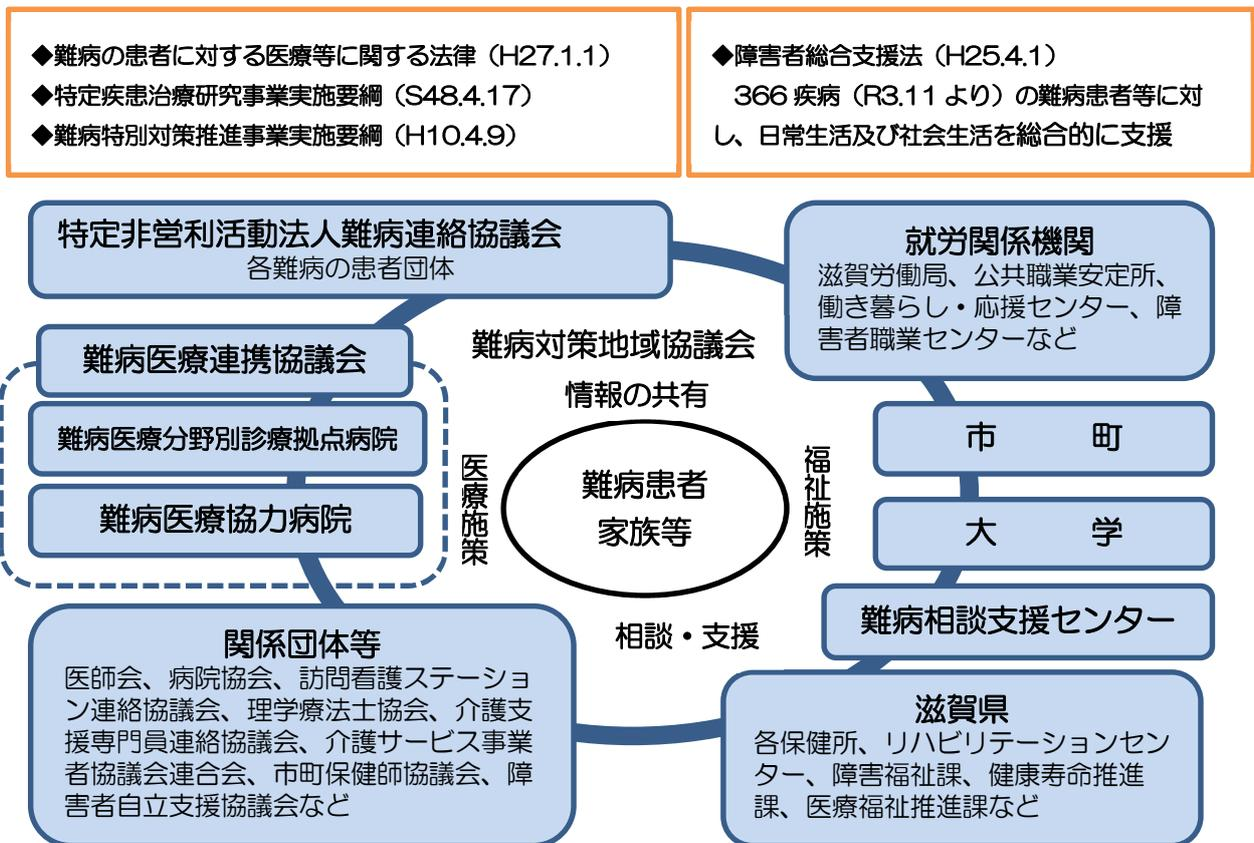 ◆難病の患者に対する医療等に関する法律（H27.1.1）
◆特定疾患治療研究事業実施要綱（S48.4.17）
◆難病特別対策推進事業実施要綱（H10.4.9）
◆障害者総合支援法（H25.4.1）
366 疾病（R3.11 より）の難病患者等に対
し、日常生活及び社会生活を総合的に支援
特定非営利活動法人難病連絡協議会
各難病の患者団体
就労関係機関
滋賀労働局、公共職業安定所、
働き暮らし・応援センター、障
害者職業センターなど
難病医療連携協議会
難病医療分野別診療拠点病院
難病医療協力病院
難病対策地域協議会
情報の共有
医療施策
難病患者
家族等
福祉施策
相談・支援
市　町
大　学
難病相談支援センター
関係団体等
医師会、病院協会、訪問看護ステーショ
ン連絡協議会、理学療法士協会、介護支
援専門員連絡協議会、介護サービス事業
者協議会連合会、市町保健師協議会、障
害者自立支援協議会など
滋賀県
各保健所、リハビリテーションセン
ター、障害福祉課、健康寿命推進
課、医療福祉推進課など